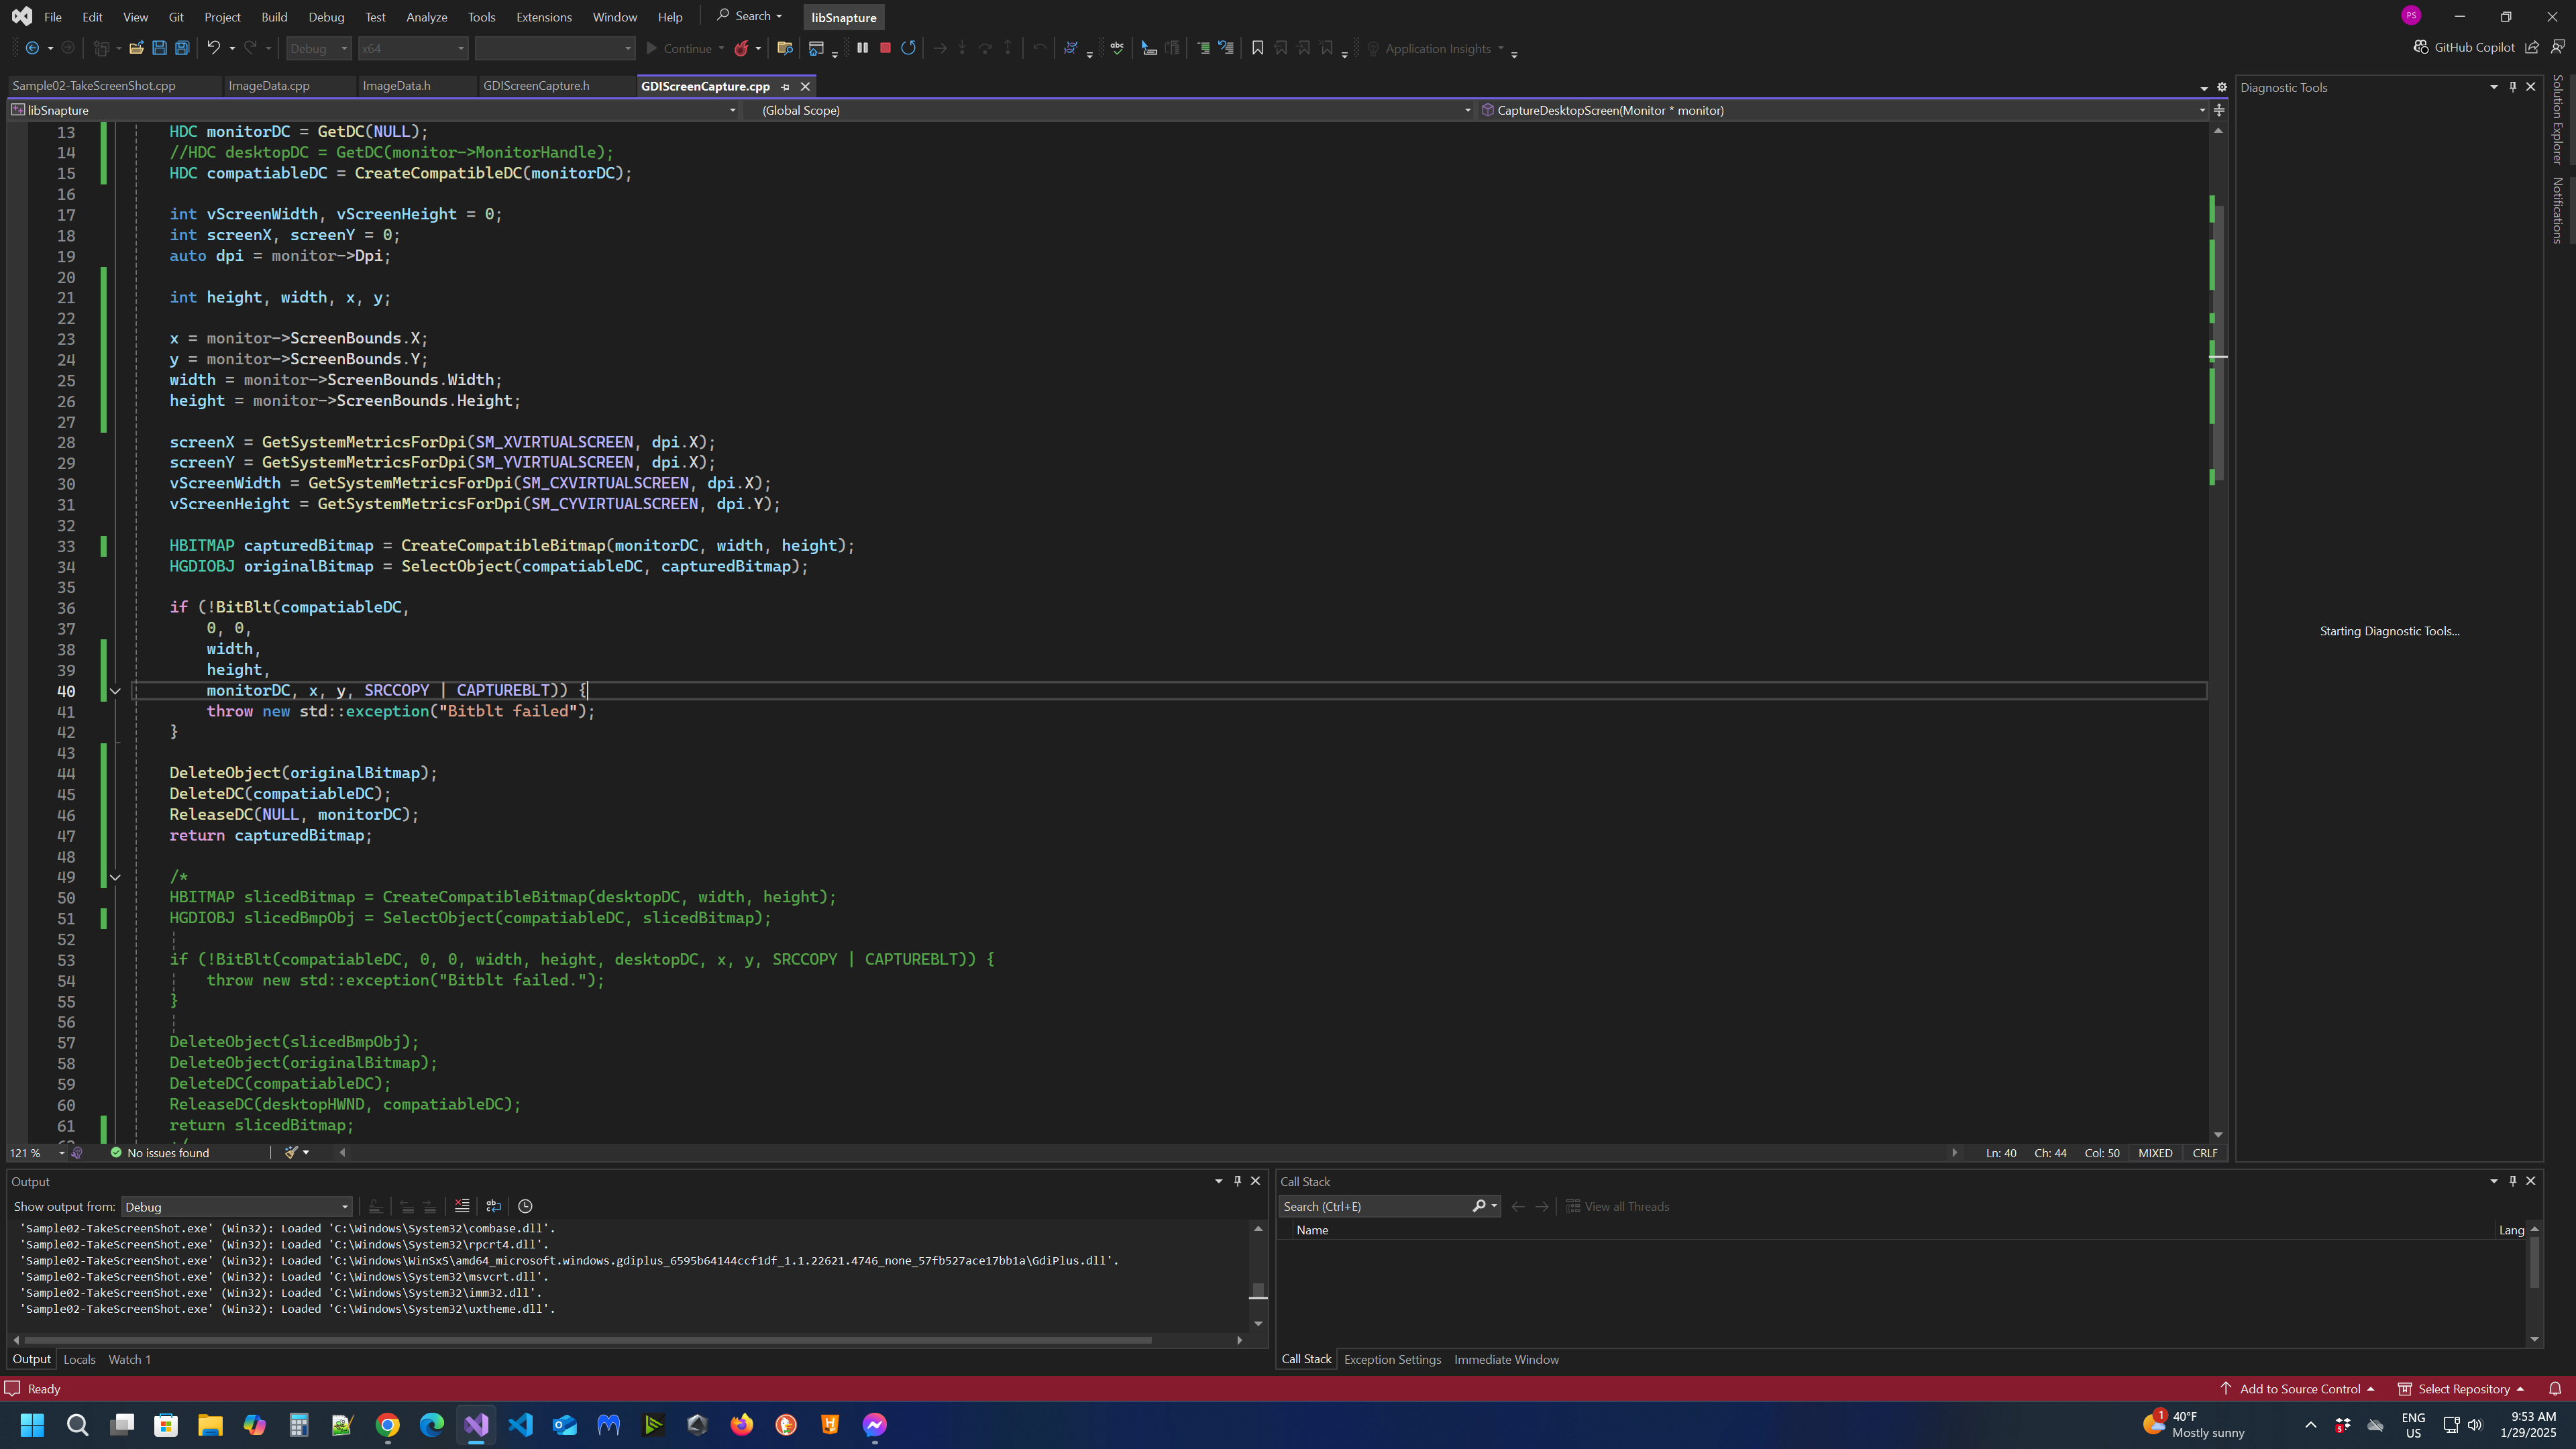 File Edit View Git Project Build Debug Test Analyze Tools Extensions Window Help Search libSnapture PS
Debug x64 Continue Application Insights GitHub Copilot
Sample02-TakeScreenShot.cpp ImageData.cpp ImageData.h GDIScreenCapture.h GDIScreenCapture.cpp
Diagnostic Tools
libSnapture (Global Scope) CaptureDesktopScreen(Monitor * monitor)
Solution Explorer
Notifications
13 HDC monitorDC = GetDC(NULL);
14 //HDC desktopDC = GetDC(monitor->MonitorHandle);
15 HDC compatiableDC = CreateCompatibleDC(monitorDC);
16
17 int vScreenWidth, vScreenHeight = 0;
18 int screenX, screenY = 0;
19 auto dpi = monitor->Dpi;
20
21 int height, width, x, y;
22
23 x = monitor->ScreenBounds.X;
24 y = monitor->ScreenBounds.Y;
25 width = monitor->ScreenBounds.Width;
26 height = monitor->ScreenBounds.Height;
27
28 screenX = GetSystemMetricsForDpi(SM_XVIRTUALSCREEN, dpi.X);
29 screenY = GetSystemMetricsForDpi(SM_YVIRTUALSCREEN, dpi.X);
30 vScreenWidth = GetSystemMetricsForDpi(SM_CXVIRTUALSCREEN, dpi.X);
31 vScreenHeight = GetSystemMetricsForDpi(SM_CYVIRTUALSCREEN, dpi.Y);
32
33 HBITMAP capturedBitmap = CreateCompatibleBitmap(monitorDC, width, height);
34 HGDIOBJ originalBitmap = SelectObject(compatiableDC, capturedBitmap);
35
36 if (!BitBlt(compatiableDC,
37 0, 0,
38 width,
39 height,
40 monitorDC, x, y, SRCCOPY | CAPTUREBLT)) {
41 throw new std::exception("Bitblt failed");
42 }
43
44 DeleteObject(originalBitmap);
45 DeleteDC(compatiableDC);
46 ReleaseDC(NULL, monitorDC);
47 return capturedBitmap;
48
49 /*
50 HBITMAP slicedBitmap = CreateCompatibleBitmap(desktopDC, width, height);
51 HGDIOBJ slicedBmpObj = SelectObject(compatiableDC, slicedBitmap);
52
53 if (!BitBlt(compatiableDC, 0, 0, width, height, desktopDC, x, y, SRCCOPY | CAPTUREBLT)) {
54 throw new std::exception("Bitblt failed.");
55 }
56
57 DeleteObject(slicedBmpObj);
58 DeleteObject(originalBitmap);
59 DeleteDC(compatiableDC);
60 ReleaseDC(desktopHWND, compatiableDC);
61 return slicedBitmap;
Starting Diagnostic Tools...
121 % No issues found Ln: 40 Ch: 44 Col: 50 MIXED CRLF
Output
Show output from: Debug
'Sample02-TakeScreenShot.exe' (Win32): Loaded 'C:\Windows\System32\combase.dll'.
'Sample02-TakeScreenShot.exe' (Win32): Loaded 'C:\Windows\System32\rpcrt4.dll'.
'Sample02-TakeScreenShot.exe' (Win32): Loaded 'C:\Windows\WinSxS\amd64_microsoft.windows.gdiplus_6595b64144ccf1df_1.1.22621.4746_none_57fb527ace17bb1a\GdiPlus.dll'.
'Sample02-TakeScreenShot.exe' (Win32): Loaded 'C:\Windows\System32\msvcrt.dll'.
'Sample02-TakeScreenShot.exe' (Win32): Loaded 'C:\Windows\System32\imm32.dll'.
'Sample02-TakeScreenShot.exe' (Win32): Loaded 'C:\Windows\System32\uxtheme.dll'.
Output Locals Watch 1
Call Stack
Search (Ctrl+E) View all Threads
Name Lang
Call Stack Exception Settings Immediate Window
Ready Add to Source Control Select Repository
1 40°F
Mostly sunny
ENG
US
9:53 AM
1/29/2025